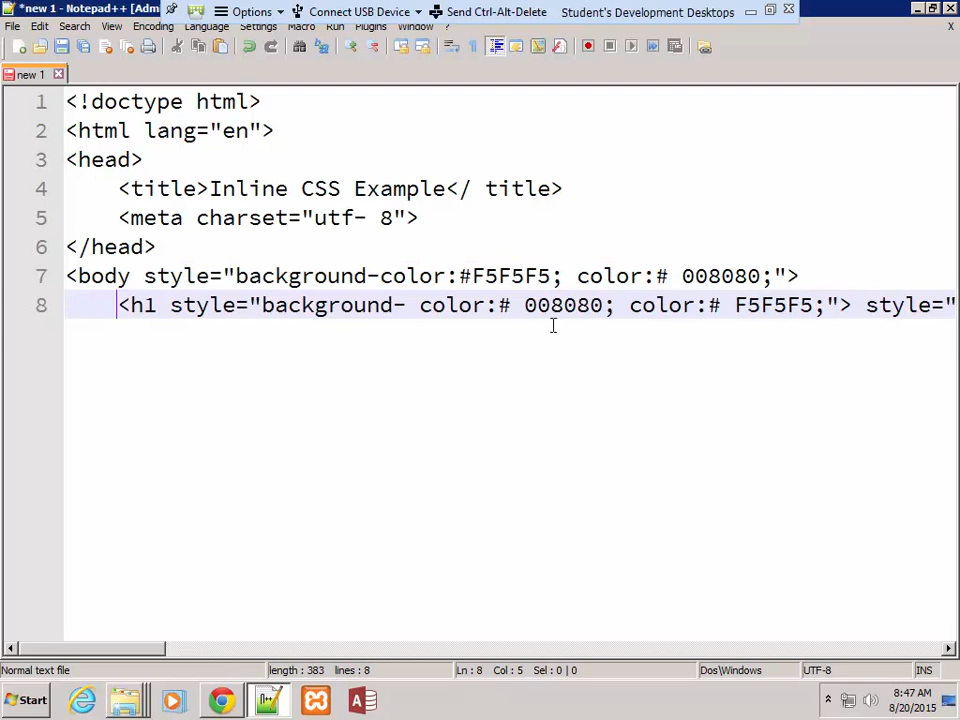 *new 1 - Notepad++ [Adm
Options
Connect USB Device
Send Ctrl-Alt-Delete
Student's Development Desktops
File Edit Search View Encoding Language Settings Macro Run Plugins Window
X
new 1
1 <!doctype html>
2 <html lang="en">
3 <head>
4 <title>Inline CSS Example</ title>
5 <meta charset="utf- 8">
6 </head>
7 <body style="background-color:#F5F5F5; color:# 008080;">
8 <h1 style="background- color:# 008080; color:# F5F5F5;"> style="
Normal text file length : 383 lines : 8 Ln : 8 Col : 5 Sel : 0 | 0 Dos\Windows UTF-8 INS
Start
8:47 AM
8/20/2015